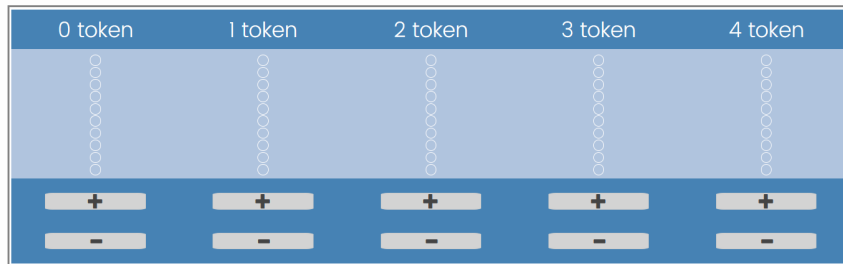 0 token 1 token 2 token 3 token 4 token
+ + + + +
- - - - -